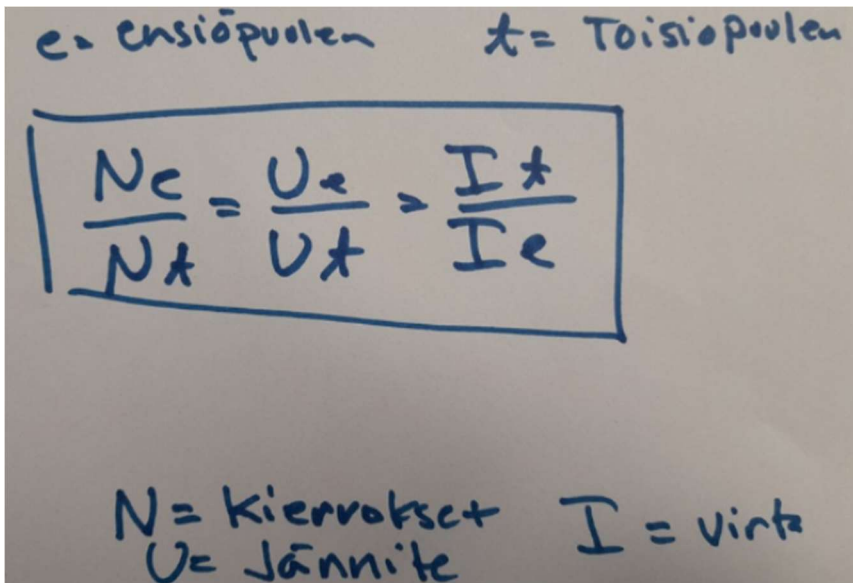 e= ensiöpuolen t= Toisiopuolen
Ne/Nt = Ue/Ut = It/Ie
N= Kierrokset I = virta
U= Jännite